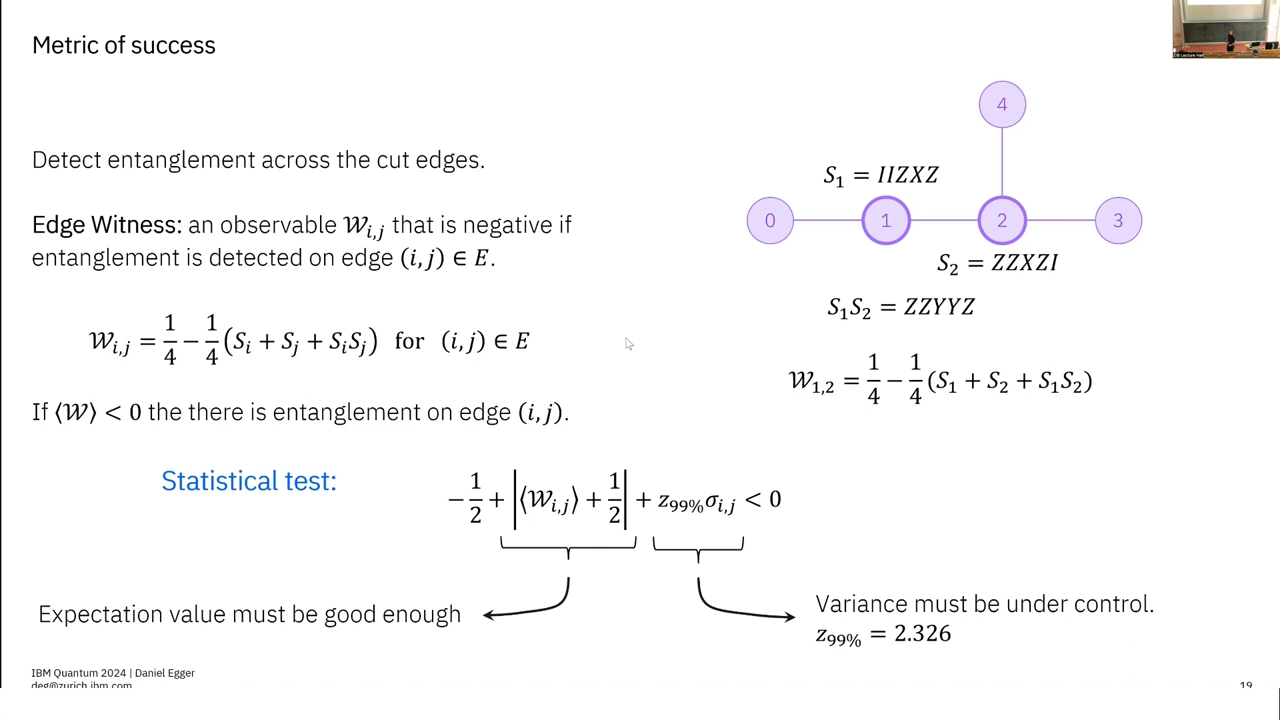 Metric of success
Detect entanglement across the cut edges.
Edge Witness: an observable 𝒲_{i,j} that is negative if
entanglement is detected on edge (i,j) ∈ E.
𝒲_{i,j} = 1/4 − 1/4 (S_i + S_j + S_iS_j) for (i,j) ∈ E
If ⟨𝒲⟩ < 0 the there is entanglement on edge (i,j).
4
S_1 = IIZXZ
0 1 2 3
S_2 = ZZXZI
S_1S_2 = ZZYYZ
𝒲_{1,2} = 1/4 − 1/4 (S_1 + S_2 + S_1S_2)
Statistical test:
−1/2 + |⟨𝒲_{i,j}⟩ + 1/2| + z_{99%}σ_{i,j} < 0
Expectation value must be good enough
Variance must be under control.
z_{99%} = 2.326
IBM Quantum 2024 | Daniel Egger
deg@zurich.ibm.com
19